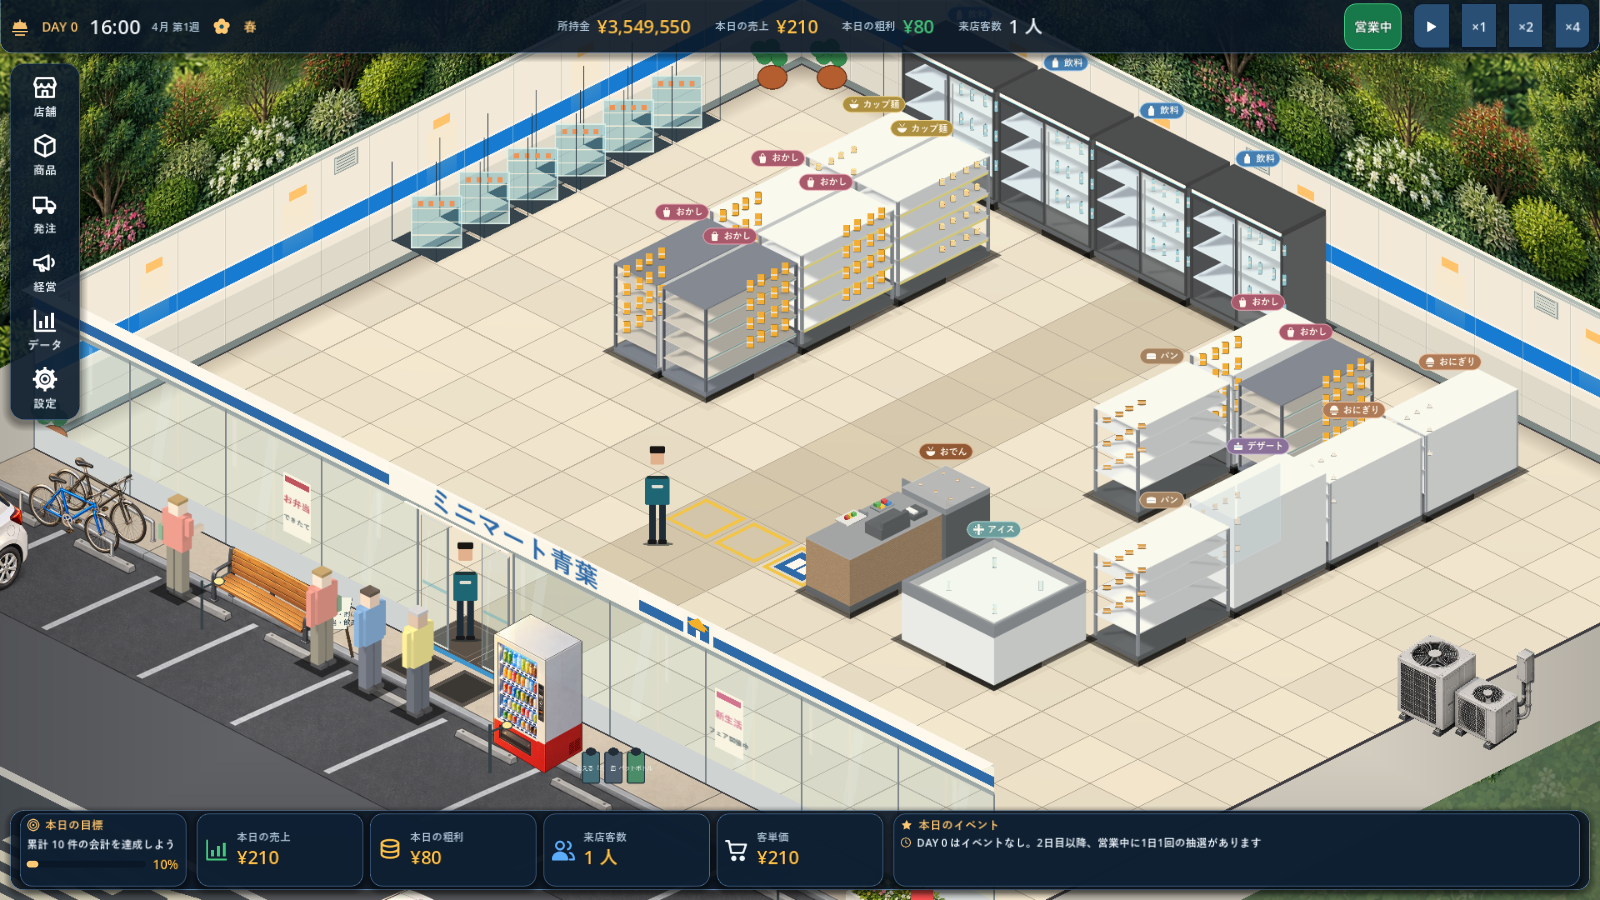 DAY 0
16:00
4月 第1週
春
所持金 ¥3,549,550
本日の売上 ¥210
本日の粗利 ¥80
来店客数 1 人
営業中
×1
×2
×4
店舗
商品
発注
経営
データ
設定
飲料
カップ麺
飲料
カップ麺
おかし
飲料
おかし
おかし
おかし
おかし
おかし
パン
おにぎり
おにぎり
デザート
おでん
パン
アイス
お弁当
できたて
ミニマート青葉
新生活
本日の目標
累計 10 件の会計を達成しよう
10%
本日の売上
¥210
本日の粗利
¥80
来店客数
1 人
客単価
¥210
本日のイベント
DAY 0 はイベントなし。2日目以降、営業中に1日1回の抽選があります